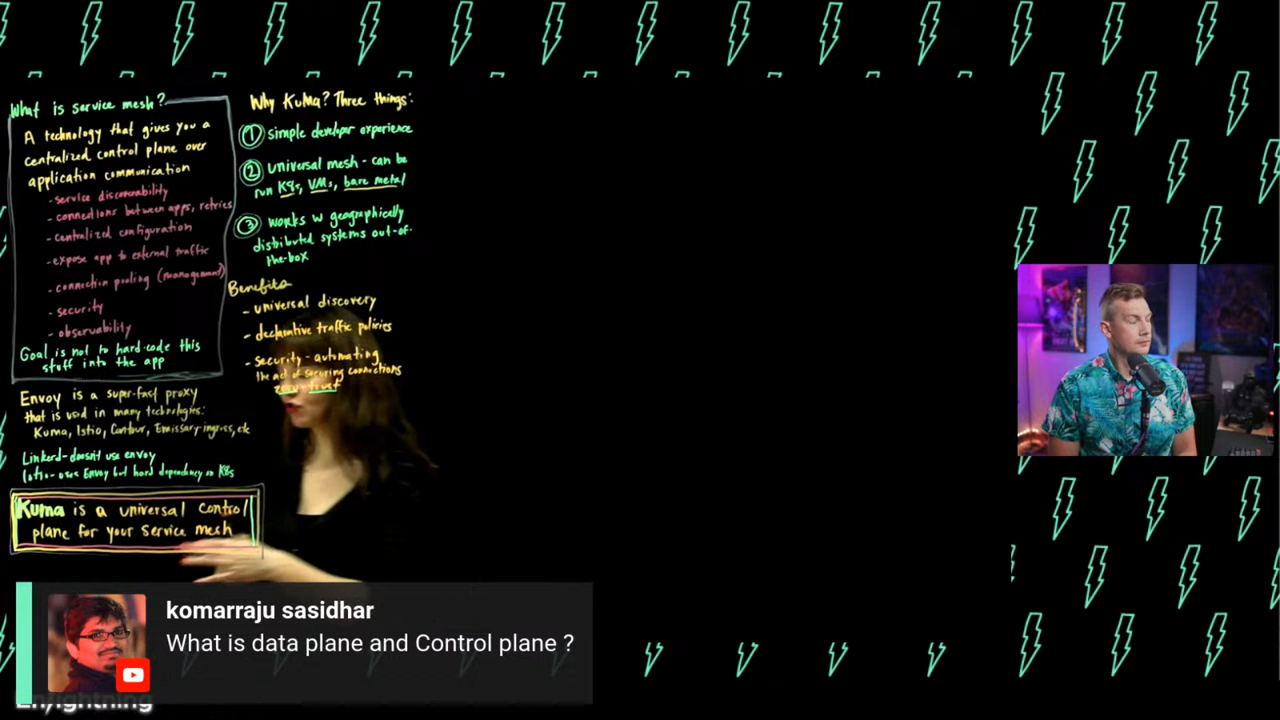 What is service mesh?
A technology that gives you a
centralized control plane over
application communication
- service discoverability
- connections between apps, retries
- centralized configuration
- expose app to external traffic
- connection pooling (management)
- security
- observability
Goal is not to hard-code this
stuff into the app
Envoy is a super-fast proxy
that is used in many technologies:
Kuma, Istio, Contour, Emissary-ingress, etc
Linkerd - doesn't use envoy
Istio - uses Envoy but hard dependency on K8s
Kuma is a universal control
plane for your service mesh
Why Kuma? Three things:
1 simple developer experience
2 universal mesh - can be
run K8s, VMs, bare metal
3 works w geographically
distributed systems out-of-
the-box
Benefits
- universal discovery
- declarative traffic policies
- security - automating
the act of securing connections
zero-trust
komarraju sasidhar
What is data plane and Control plane ?
Enlightning